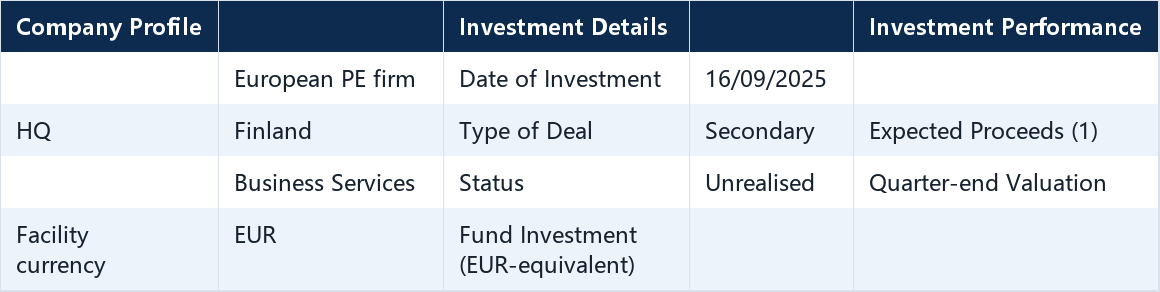 Company Profile Investment Details Investment Performance
European PE firm Date of Investment 16/09/2025
HQ Finland Type of Deal Secondary Expected Proceeds (1)
Business Services Status Unrealised Quarter-end Valuation
Facility EUR Fund Investment
currency (EUR-equivalent)